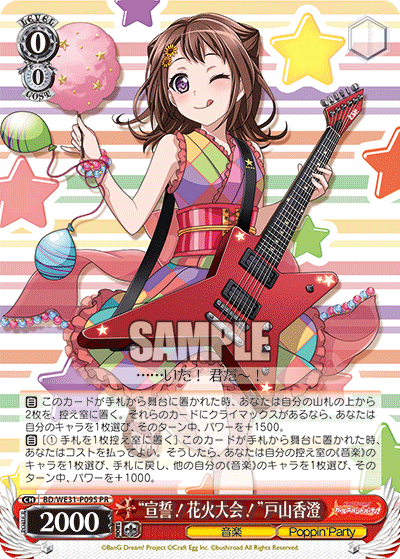 LEVEL
0
0
COST
SAMPLE
……いた! 君だ〜!
自 このカードが手札から舞台に置かれた時、あなたは自分の山札の上から
2枚を、控え室に置く。それらのカードにクライマックスがあるなら、あなたは
自分のキャラを1枚選び、そのターン中、パワーを+1500。
自 [① 手札を1枚控え室に置く] このカードが手札から舞台に置かれた時、
あなたはコストを払ってよい。そうしたら、あなたは自分の控え室の《音楽》の
キャラを1枚選び、手札に戻し、他の自分の《音楽》のキャラを1枚選び、その
ターン中、パワーを+1000。
CH BD/WE31-P09S PR
2000
"宣誓!花火大会!"戸山香澄
音楽
Poppin'Party
©BanG Dream! Project ©Craft Egg Inc. ©bushiroad All Rights Reserved.